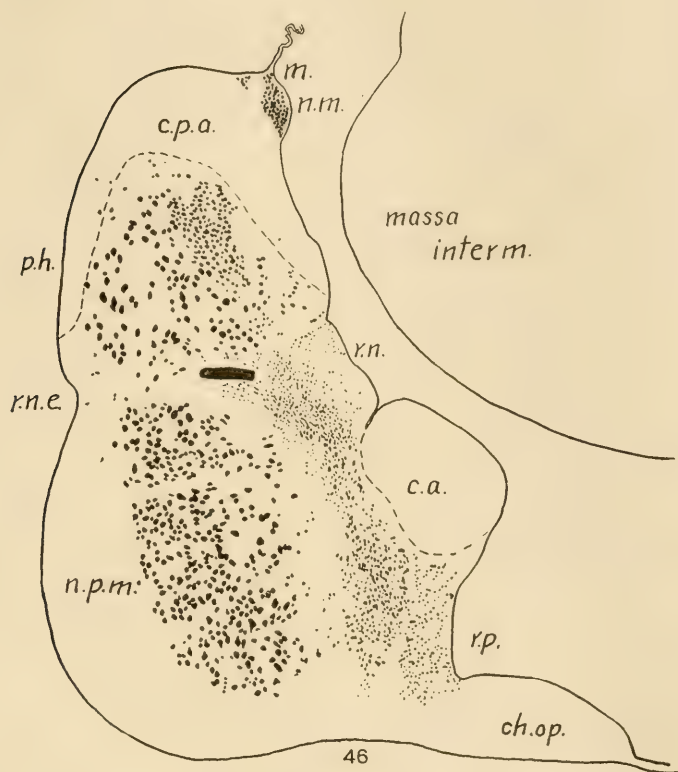 m.
n.m.
c.p.a.
massa
interm.
p.h.
r.n.
r.n.e.
c.a.
n.p.m.
r.p.
ch.op.
46